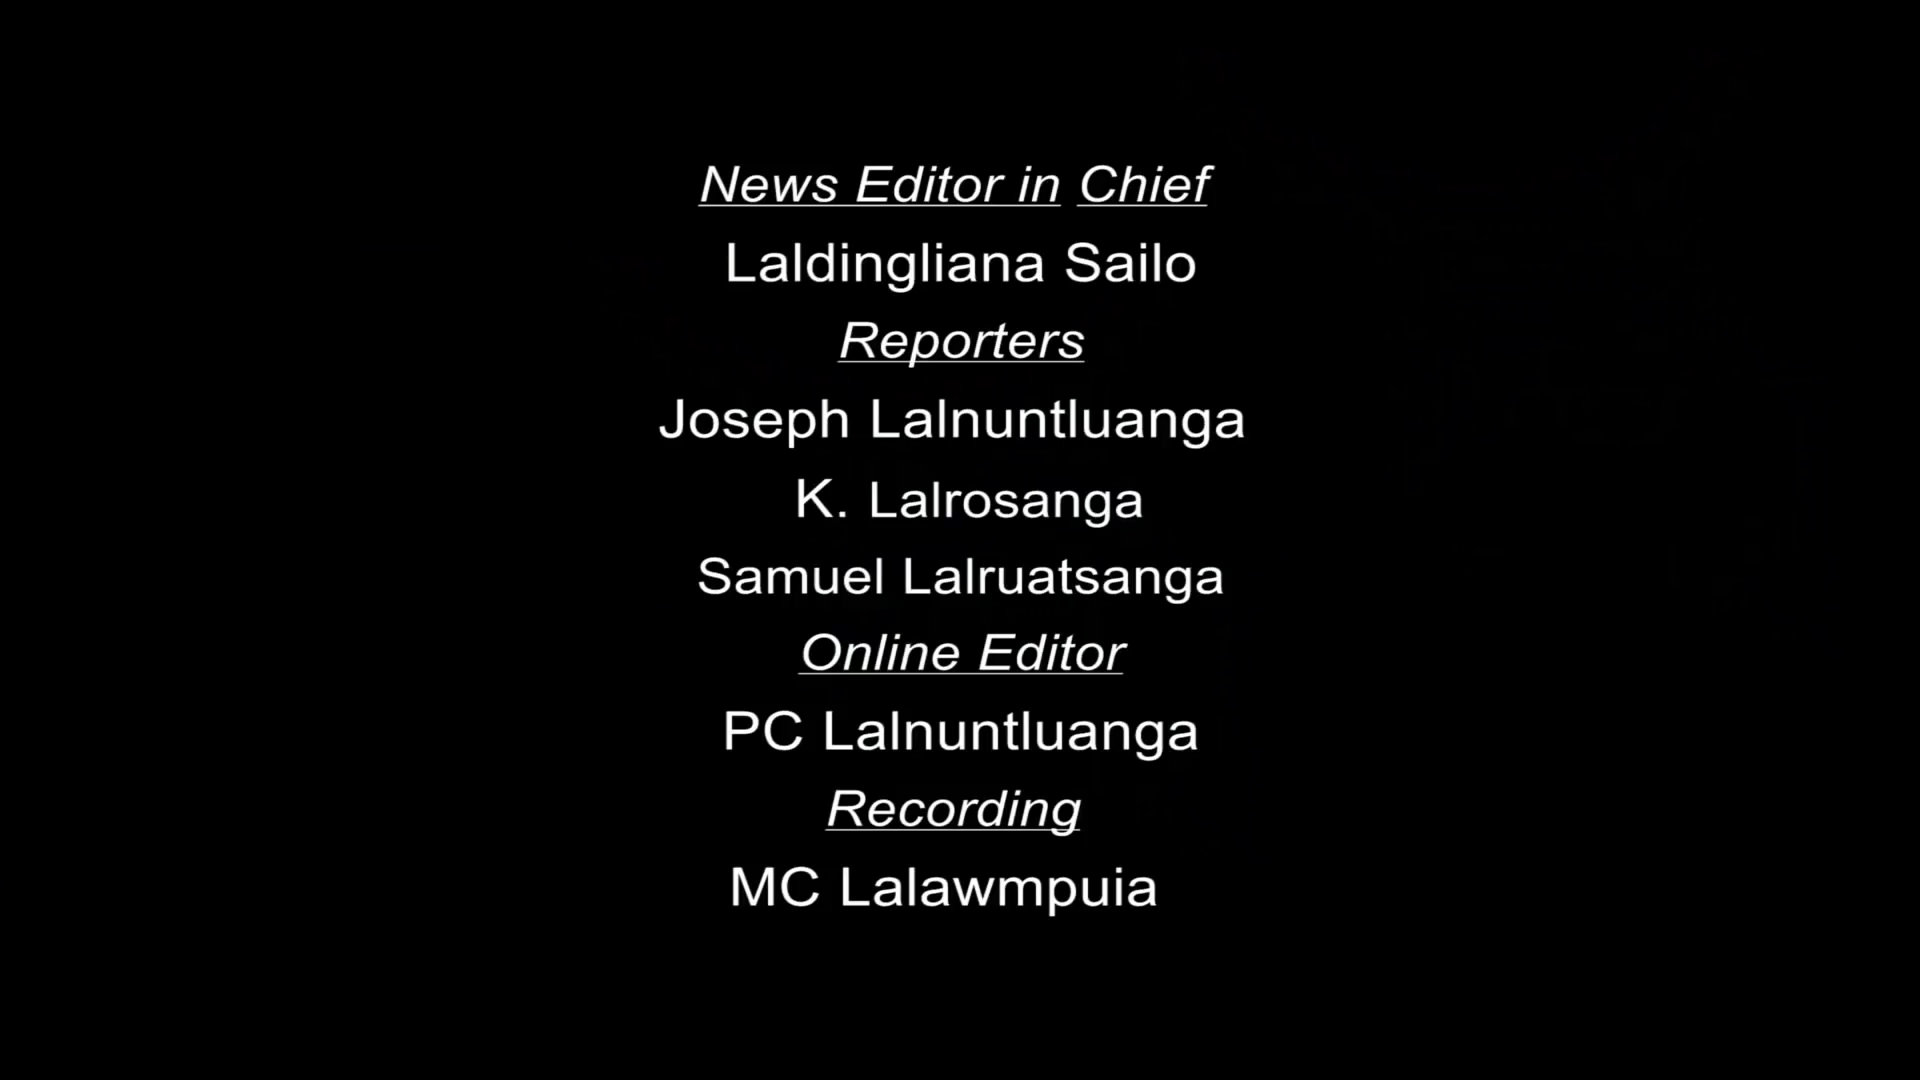 News Editor in Chief
Laldingliana Sailo
Reporters
Joseph Lalnuntluanga
K. Lalrosanga
Samuel Lalruatsanga
Online Editor
PC Lalnuntluanga
Recording
MC Lalawmpuia